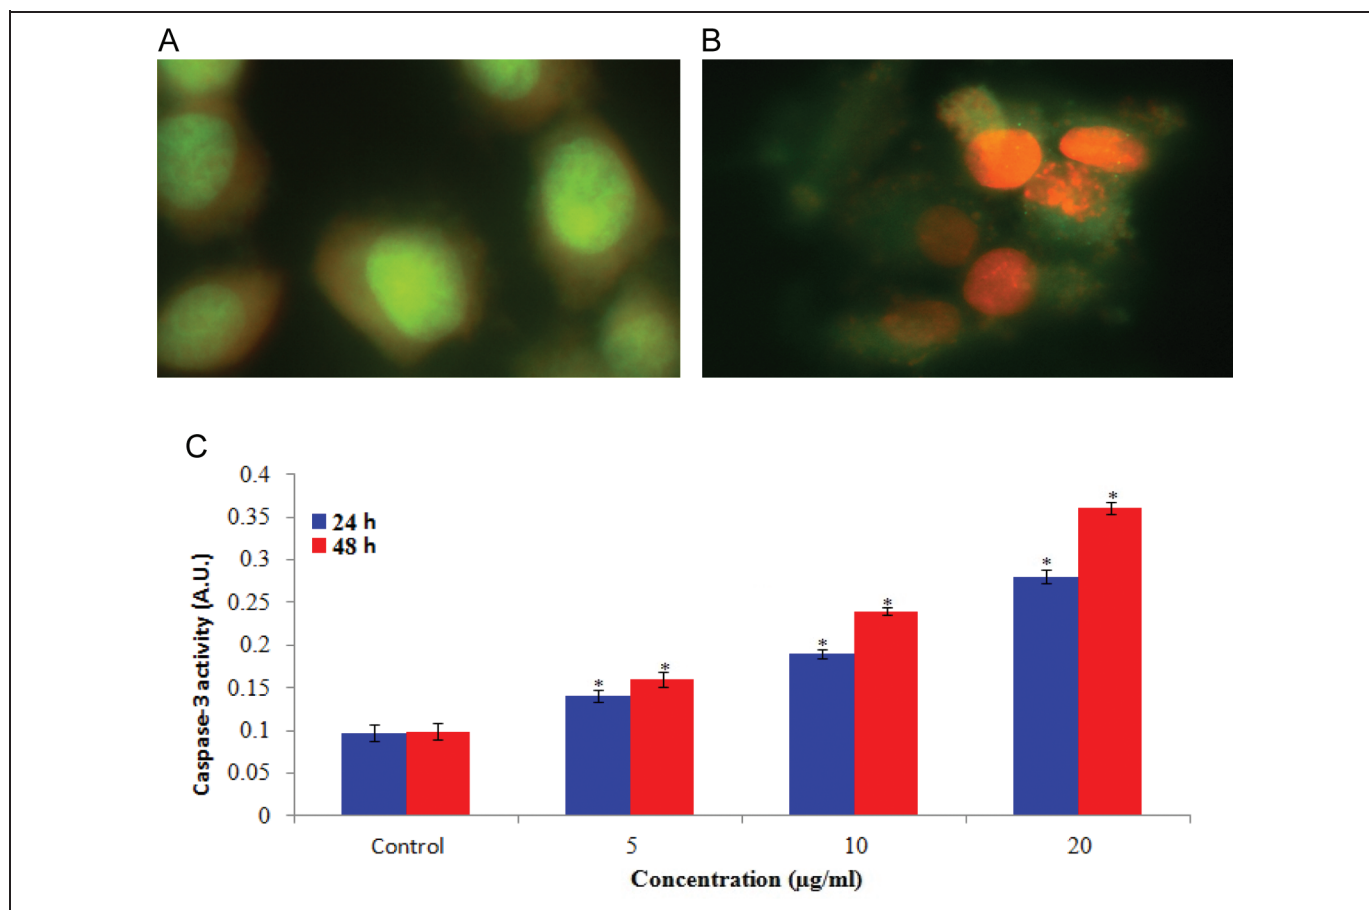 A
B
C
0.4
0.35
0.3
0.25
0.2
0.15
0.1
0.05
0
Caspase-3 activity (A.U.)
24 h
48 h
*
*
*
*
*
*
Control
5
10
20
Concentration (µg/ml)